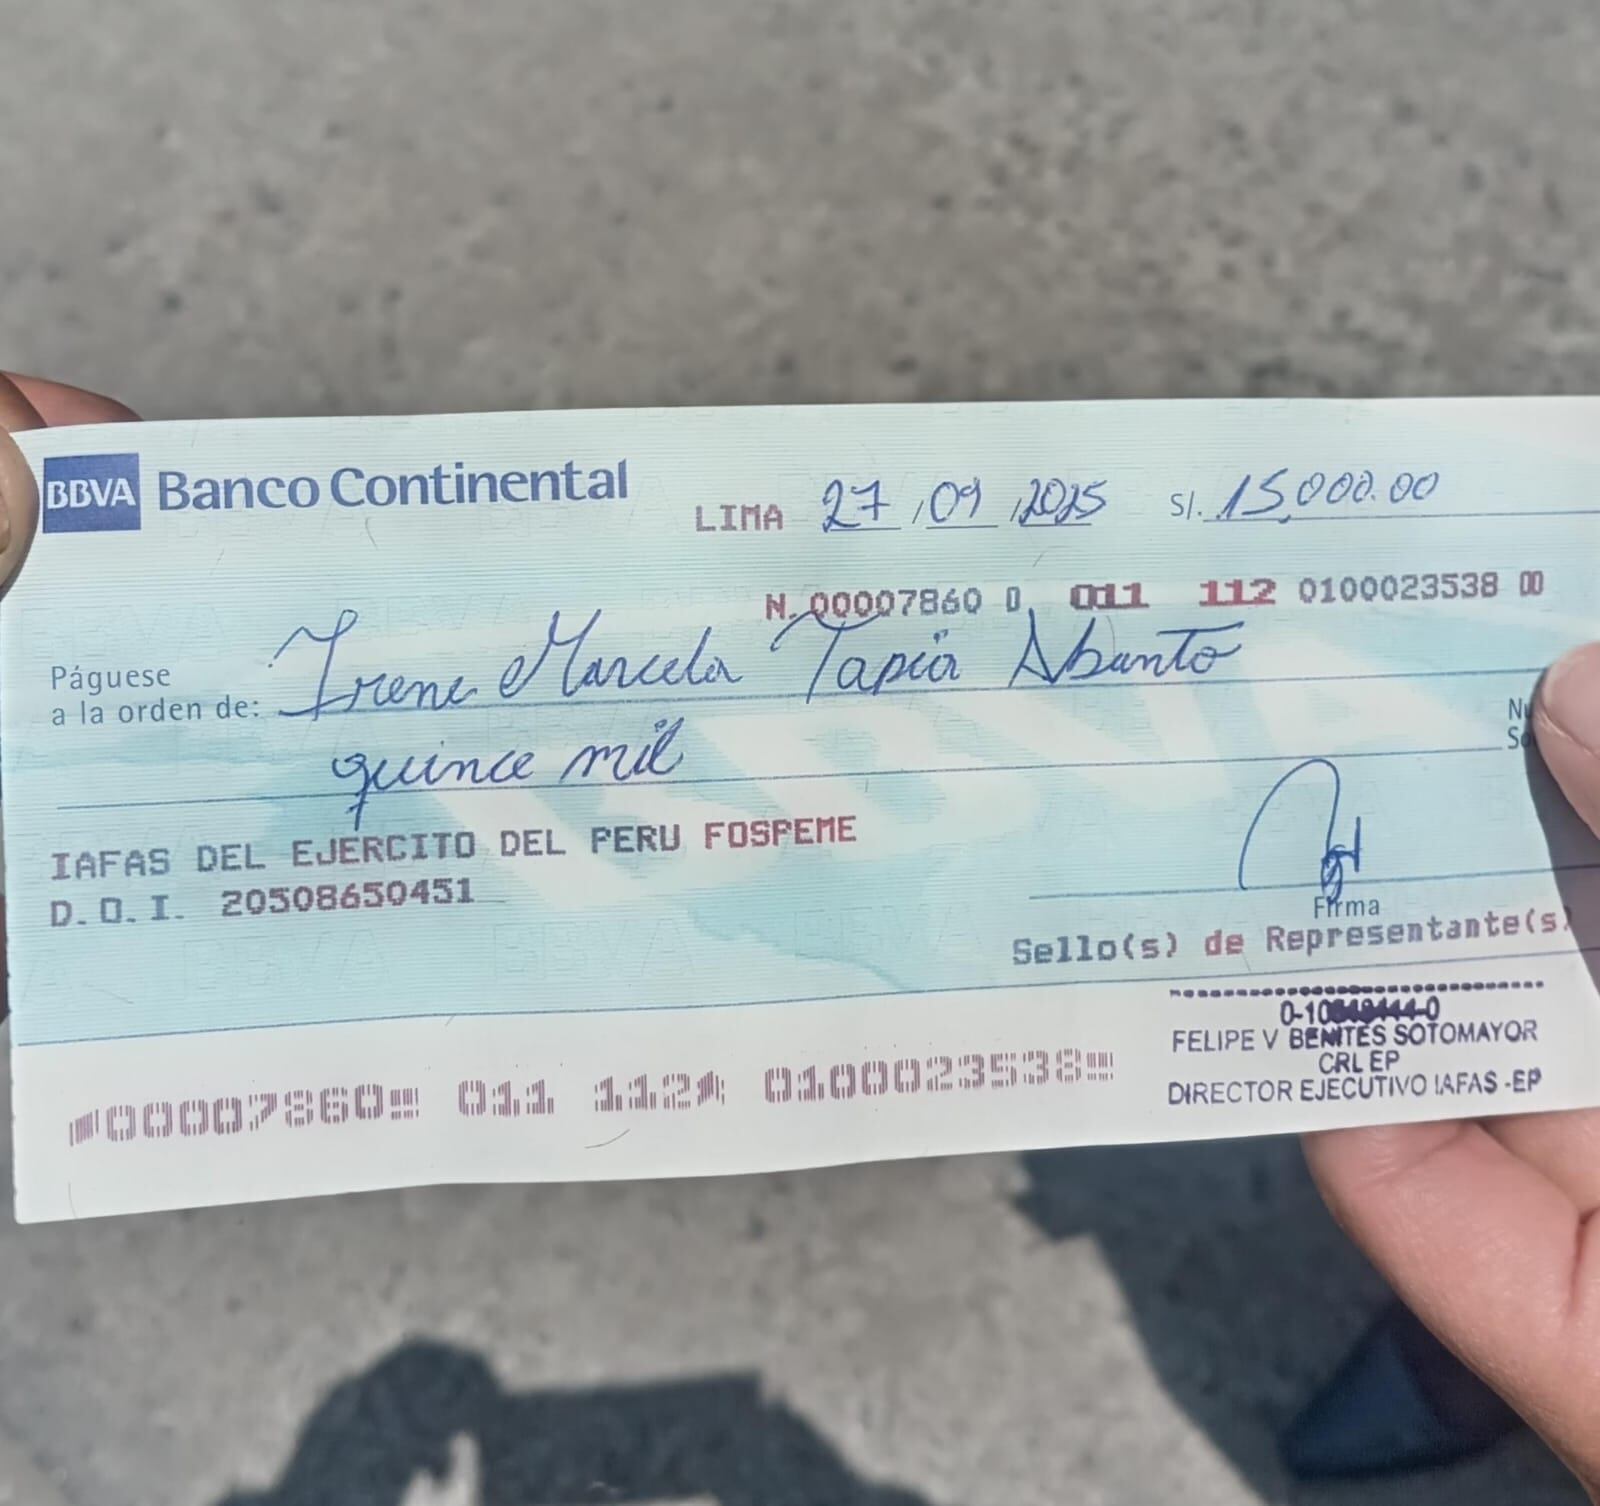 BBVA Banco Continental
LIMA 27/09/2025 S/. 15,000.00
N. 00007860 0 011 112 0100023538 00
Páguese
a la orden de: Irene Marcela Tapia Abanto
quince mil
IAFAS DEL EJERCITO DEL PERU FOSPEME
D.O.I. 20508650451
Firma
Sello(s) de Representante(s)
FELIPE V BENITES SOTOMAYOR
CRL EP
DIRECTOR EJECUTIVO IAFAS -EP
00007860 011 112 0100023538